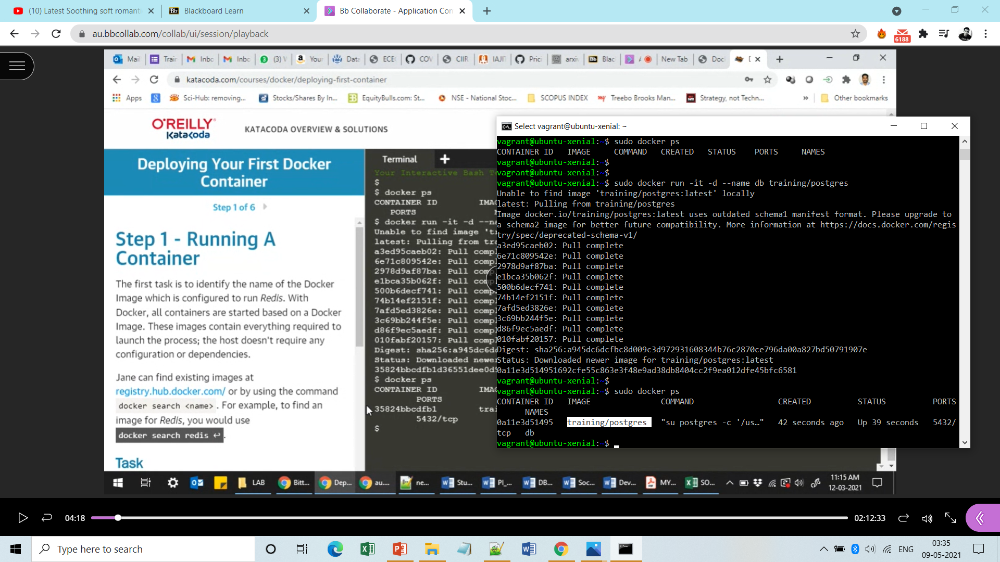 (10) Latest Soothing soft romanti
Blackboard Learn
Bb Collaborate - Application Con
au.bbcollab.com/collab/ui/session/playback
6188
Mail
Train
Inbo
Inbo
(3) V
Your
Data
ECE
COV
CIIR
IAJIT
Prici
arxiv
Blac
New Tab
Doc
katacoda.com/courses/docker/deploying-first-container
Apps
Sci-Hub: removing...
Stocks/Shares By In...
EquityBulls.com: St...
NSE - National Stoc...
SCOPUS INDEX
Treebo Brooks Man...
Strategy, not Techn...
»
Other bookmarks
O'REILLY
Katacoda
KATACODA OVERVIEW & SOLUTIONS
Deploying Your First Docker
Container
Step 1 of 6
Step 1 - Running A
Container
The first task is to identify the name of the Docker
Image which is configured to run Redis. With
Docker, all containers are started based on a Docker
Image. These images contain everything required to
launch the process; the host doesn't require any
configuration or dependencies.
Jane can find existing images at
registry.hub.docker.com/ or by using the command
docker search <name>. For example, to find an
image for Redis, you would use
docker search redis ↩.
Task
Terminal
Your Interactive Bash Te
$
$ docker ps
CONTAINER ID IMAG
PORTS N
$ docker run -it -d --na
Unable to find image 'tr
latest: Pulling from tra
a3ed95caeb02: Pull compl
6e71c809542e: Pull compl
2978d9af87ba: Pull comp
e1bca35b062f: Pull comp
500b6decf741: Pull comp
74b14ef2151f: Pull compl
7afd5ed3826e: Pull compl
3c69bb244f5e: Pull compl
d86f9ec5aedf: Pull compl
010fabf20157: Pull compl
Digest: sha256:a945dc6dc
Status: Downloaded newer
35824bbcdfb1d36551dee0d5
$ docker ps
CONTAINER ID IMAG
PORTS
35824bbcdfb1 trai
5432/tcp
$
Select vagrant@ubuntu-xenial: ~
vagrant@ubuntu-xenial:~$ sudo docker ps
CONTAINER ID IMAGE COMMAND CREATED STATUS PORTS NAMES
vagrant@ubuntu-xenial:~$
vagrant@ubuntu-xenial:~$
vagrant@ubuntu-xenial:~$ sudo docker run -it -d --name db training/postgres
Unable to find image 'training/postgres:latest' locally
latest: Pulling from training/postgres
Image docker.io/training/postgres:latest uses outdated schema1 manifest format. Please upgrade to
a schema2 image for better future compatibility. More information at https://docs.docker.com/regis
try/spec/deprecated-schema-v1/
a3ed95caeb02: Pull complete
6e71c809542e: Pull complete
2978d9af87ba: Pull complete
e1bca35b062f: Pull complete
500b6decf741: Pull complete
74b14ef2151f: Pull complete
7afd5ed3826e: Pull complete
3c69bb244f5e: Pull complete
d86f9ec5aedf: Pull complete
010fabf20157: Pull complete
Digest: sha256:a945dc6dcfbc8d009c3d972931608344b76c2870ce796da00a827bd50791907e
Status: Downloaded newer image for training/postgres:latest
0a11e3d514951692cfe55c863e3f48e9ad38db8404cc2f9ea012dfe45bfc6581
vagrant@ubuntu-xenial:~$
vagrant@ubuntu-xenial:~$ sudo docker ps
CONTAINER ID IMAGE COMMAND CREATED STATUS PORTS
NAMES
0a11e3d51495 training/postgres "su postgres -c '/us…" 42 seconds ago Up 39 seconds 5432/
tcp db
vagrant@ubuntu-xenial:~$
LAB
Bitt...
Dep...
au....
ne...
Stu...
PI_...
DB...
Soc...
Dev...
MY...
SO...
11:15 AM
12-03-2021
04:18
02:12:33
Type here to search
ENG
03:35
09-05-2021